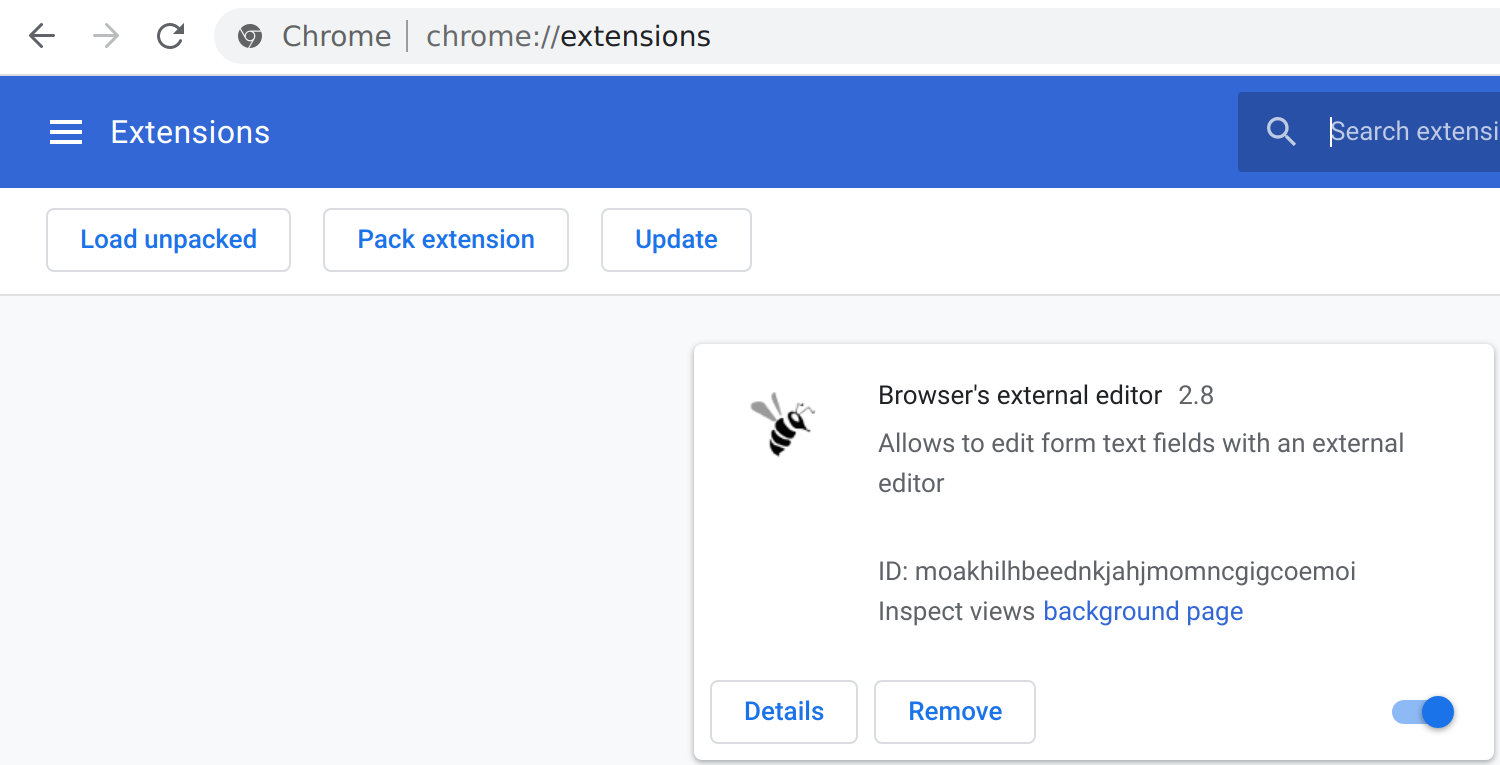 Chrome | chrome://extensions
Extensions
Search extensi
Load unpacked
Pack extension
Update
Browser's external editor 2.8
Allows to edit form text fields with an external
editor
ID: moakhilhbeednkjahjmomncgigcoemoi
Inspect views background page
Details
Remove